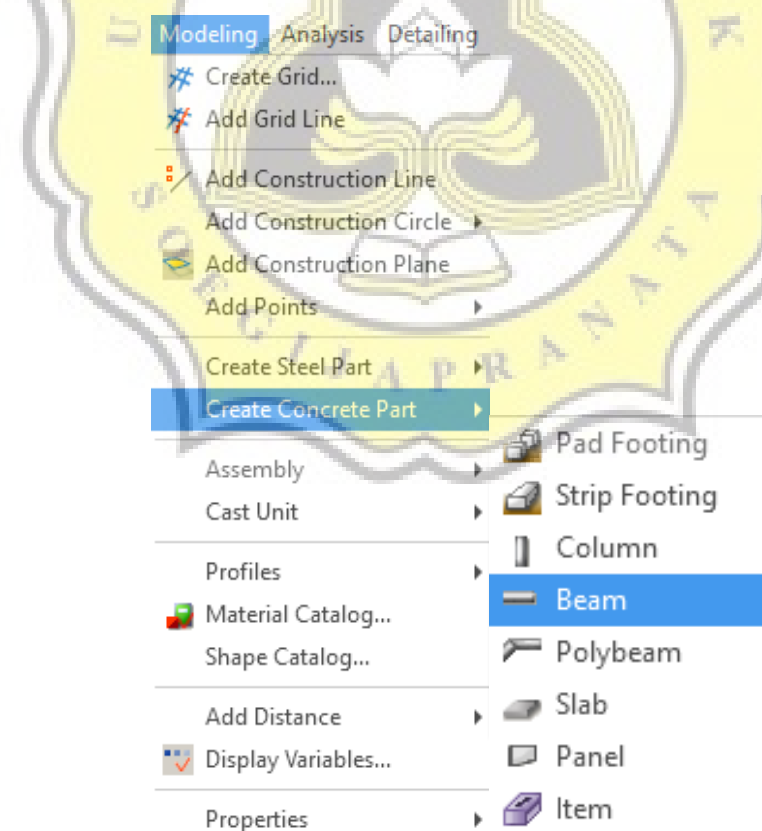 Modeling Analysis Detailing
Create Grid...
Add Grid Line
Add Construction Line
Add Construction Circle
Add Construction Plane
Add Points
Create Steel Part
Create Concrete Part
Assembly
Cast Unit
Profiles
Material Catalog...
Shape Catalog...
Add Distance
Display Variables...
Properties
Pad Footing
Strip Footing
Column
Beam
Polybeam
Slab
Panel
Item
SOEGIJAPRANATA